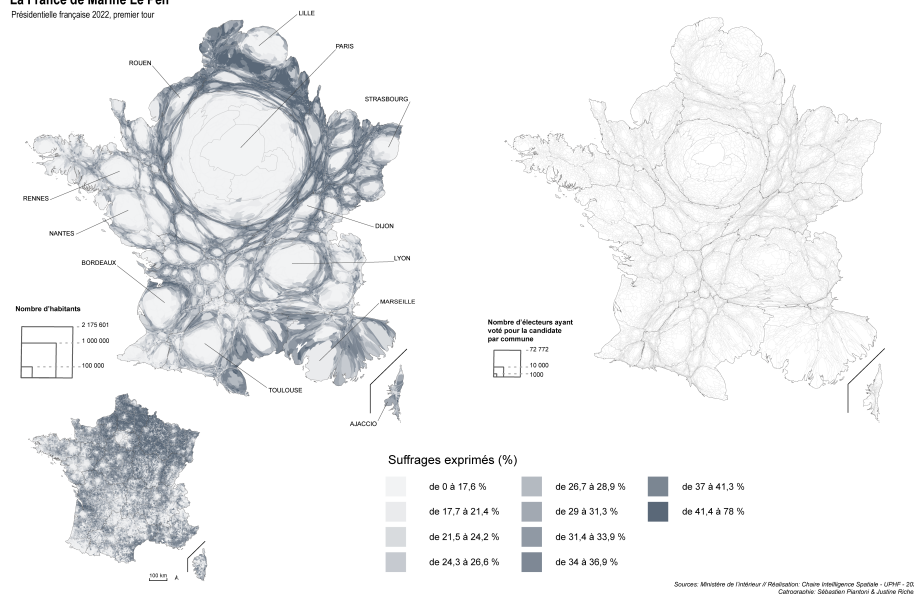 La France de Marine Le Pen
Présidentielle française 2022, premier tour
LILLE
PARIS
ROUEN
STRASBOURG
RENNES
NANTES
DIJON
LYON
BORDEAUX
MARSEILLE
Nombre d'habitants
2 175 601
1 000 000
100 000
TOULOUSE
AJACCIO
Nombre d'électeurs ayant
voté pour la candidate
par commune
72 772
10 000
1000
100 km
Suffrages exprimés (%)
de 0 à 17,6 %
de 17,7 à 21,4 %
de 21,5 à 24,2 %
de 24,3 à 26,6 %
de 26,7 à 28,9 %
de 29 à 31,3 %
de 31,4 à 33,9 %
de 34 à 36,9 %
de 37 à 41,3 %
de 41,4 à 78 %
Sources: Ministère de l'Intérieur // Réalisation: Chaire Intelligence Spatiale - UPHF - 20
Catrographie: Sébastien Piantoni & Justine Riche